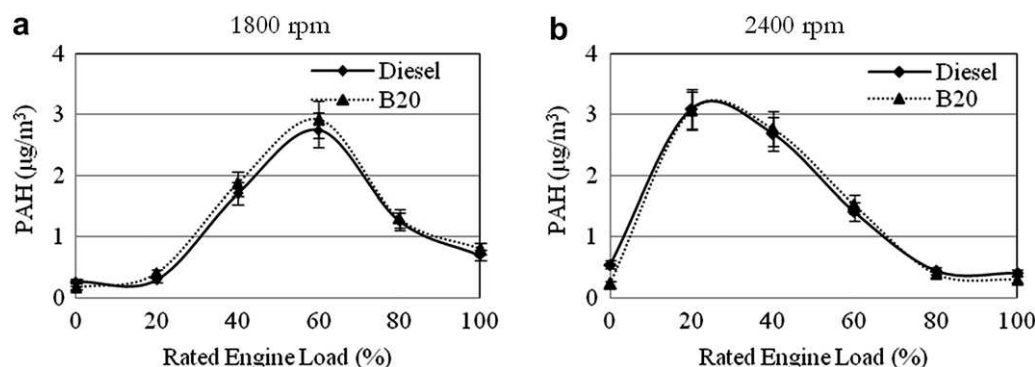 a
1800 rpm
4
3
2
1
0
PAH (µg/m³)
Diesel
B20
0 20 40 60 80 100
Rated Engine Load (%)
b
2400 rpm
4
3
2
1
0
PAH (µg/m³)
Diesel
B20
0 20 40 60 80 100
Rated Engine Load (%)